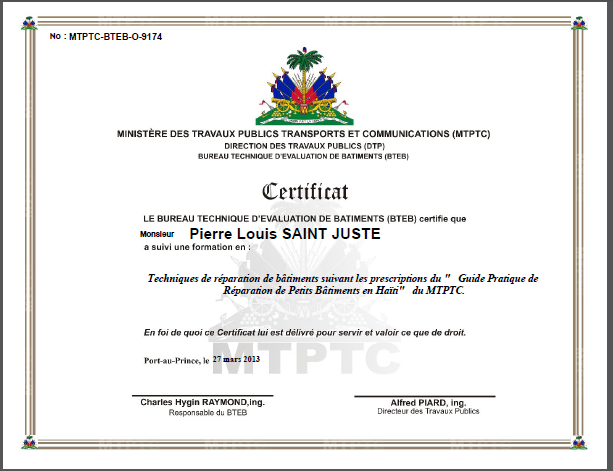 No : MTPTC-BTEB-O-9174
MINISTÈRE DES TRAVAUX PUBLICS TRANSPORTS ET COMMUNICATIONS (MTPTC)
DIRECTION DES TRAVAUX PUBLICS (DTP)
BUREAU TECHNIQUE D'EVALUATION DE BATIMENTS (BTEB)
Certificat
LE BUREAU TECHNIQUE D'EVALUATION DE BATIMENTS (BTEB) certifie que
Monsieur Pierre Louis SAINT JUSTE
a suivi une formation en :
Techniques de réparation de bâtiments suivant les prescriptions du " Guide Pratique de
Réparation de Petits Bâtiments en Haïti" du MTPTC.
En foi de quoi ce Certificat lui est délivré pour servir et valoir ce que de droit.
Port-au-Prince, le 27 mars 2013
MTPTC
Charles Hygin RAYMOND,ing.
Responsable du BTEB
Alfred PIARD, ing.
Directeur des Travaux Publics